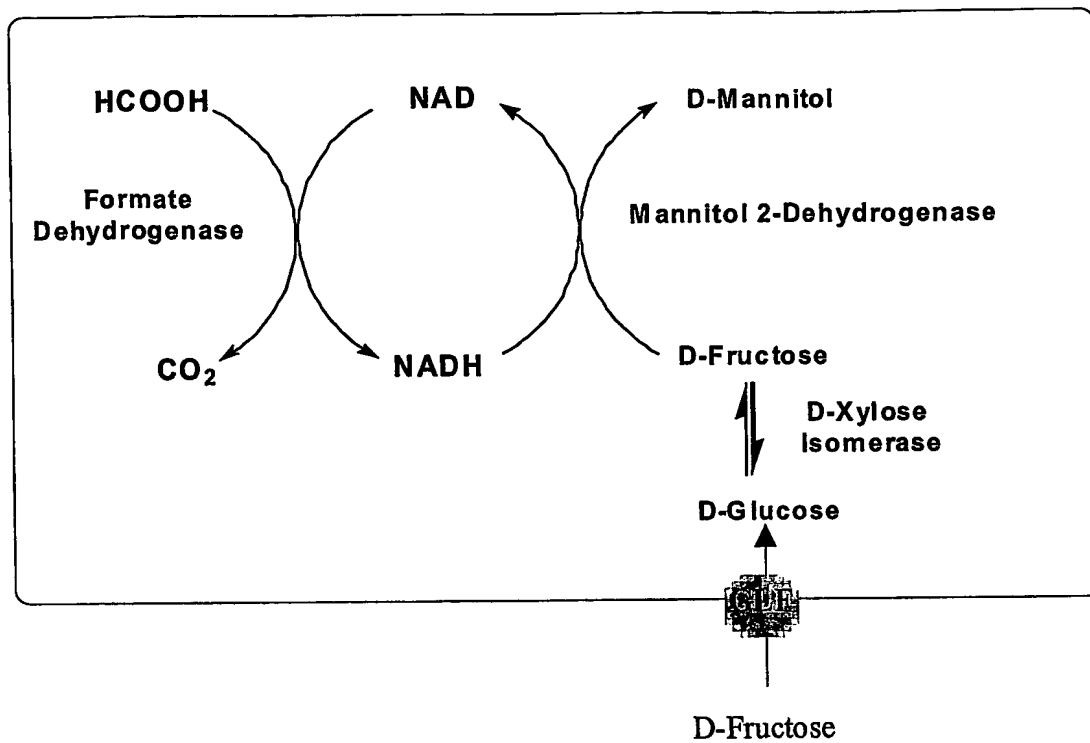 HCOOH
NAD
D-Mannitol
Formate
Dehydrogenase
Mannitol 2-Dehydrogenase
CO2
NADH
D-Fructose
D-Xylose
Isomerase
D-Glucose
D-Fructose